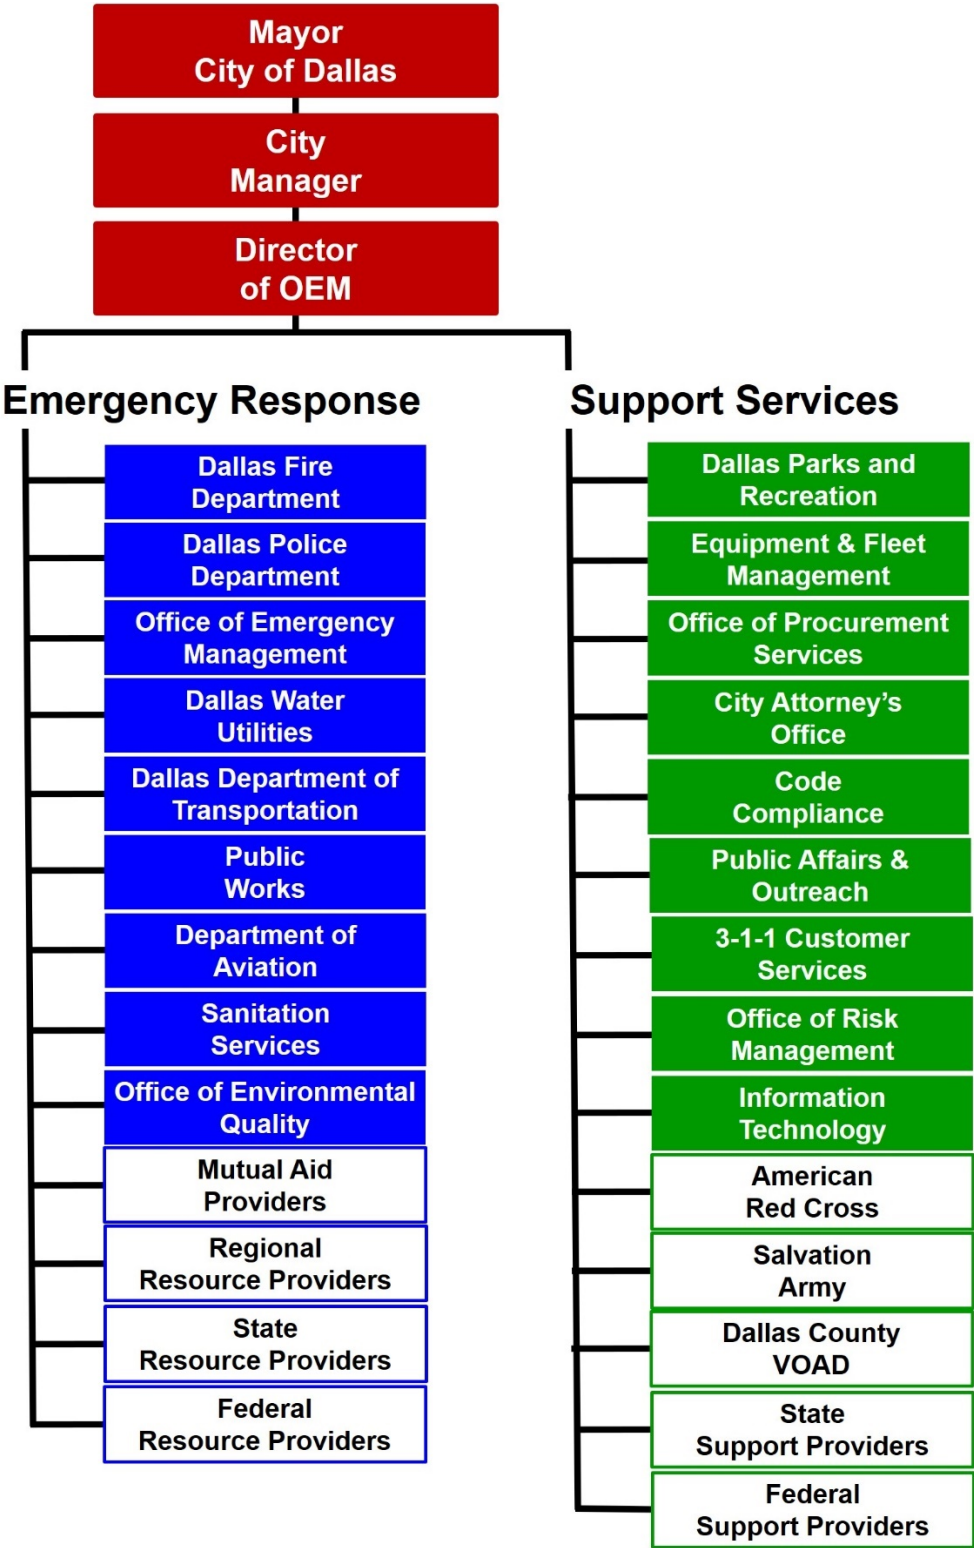 Mayor
City of Dallas
City
Manager
Director
of OEM
Emergency Response
Dallas Fire
Department
Dallas Police
Department
Office of Emergency
Management
Dallas Water
Utilities
Dallas Department of
Transportation
Public
Works
Department of
Aviation
Sanitation
Services
Office of Environmental
Quality
Mutual Aid
Providers
Regional
Resource Providers
State
Resource Providers
Federal
Resource Providers
Support Services
Dallas Parks and
Recreation
Equipment & Fleet
Management
Office of Procurement
Services
City Attorney’s
Office
Code
Compliance
Public Affairs &
Outreach
3-1-1 Customer
Services
Office of Risk
Management
Information
Technology
American
Red Cross
Salvation
Army
Dallas County
VOAD
State
Support Providers
Federal
Support Providers